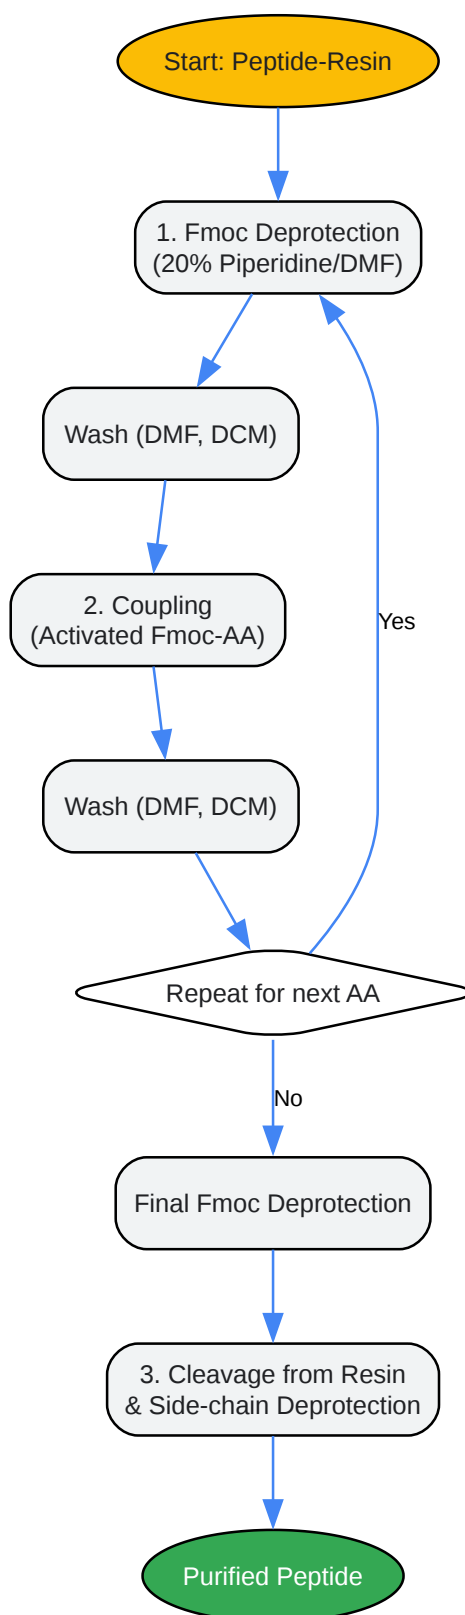 Start: Peptide-Resin
1. Fmoc Deprotection
(20% Piperidine/DMF)
Wash (DMF, DCM)
2. Coupling
(Activated Fmoc-AA)
Yes
Wash (DMF, DCM)
Repeat for next AA
No
Final Fmoc Deprotection
3. Cleavage from Resin
& Side-chain Deprotection
Purified Peptide